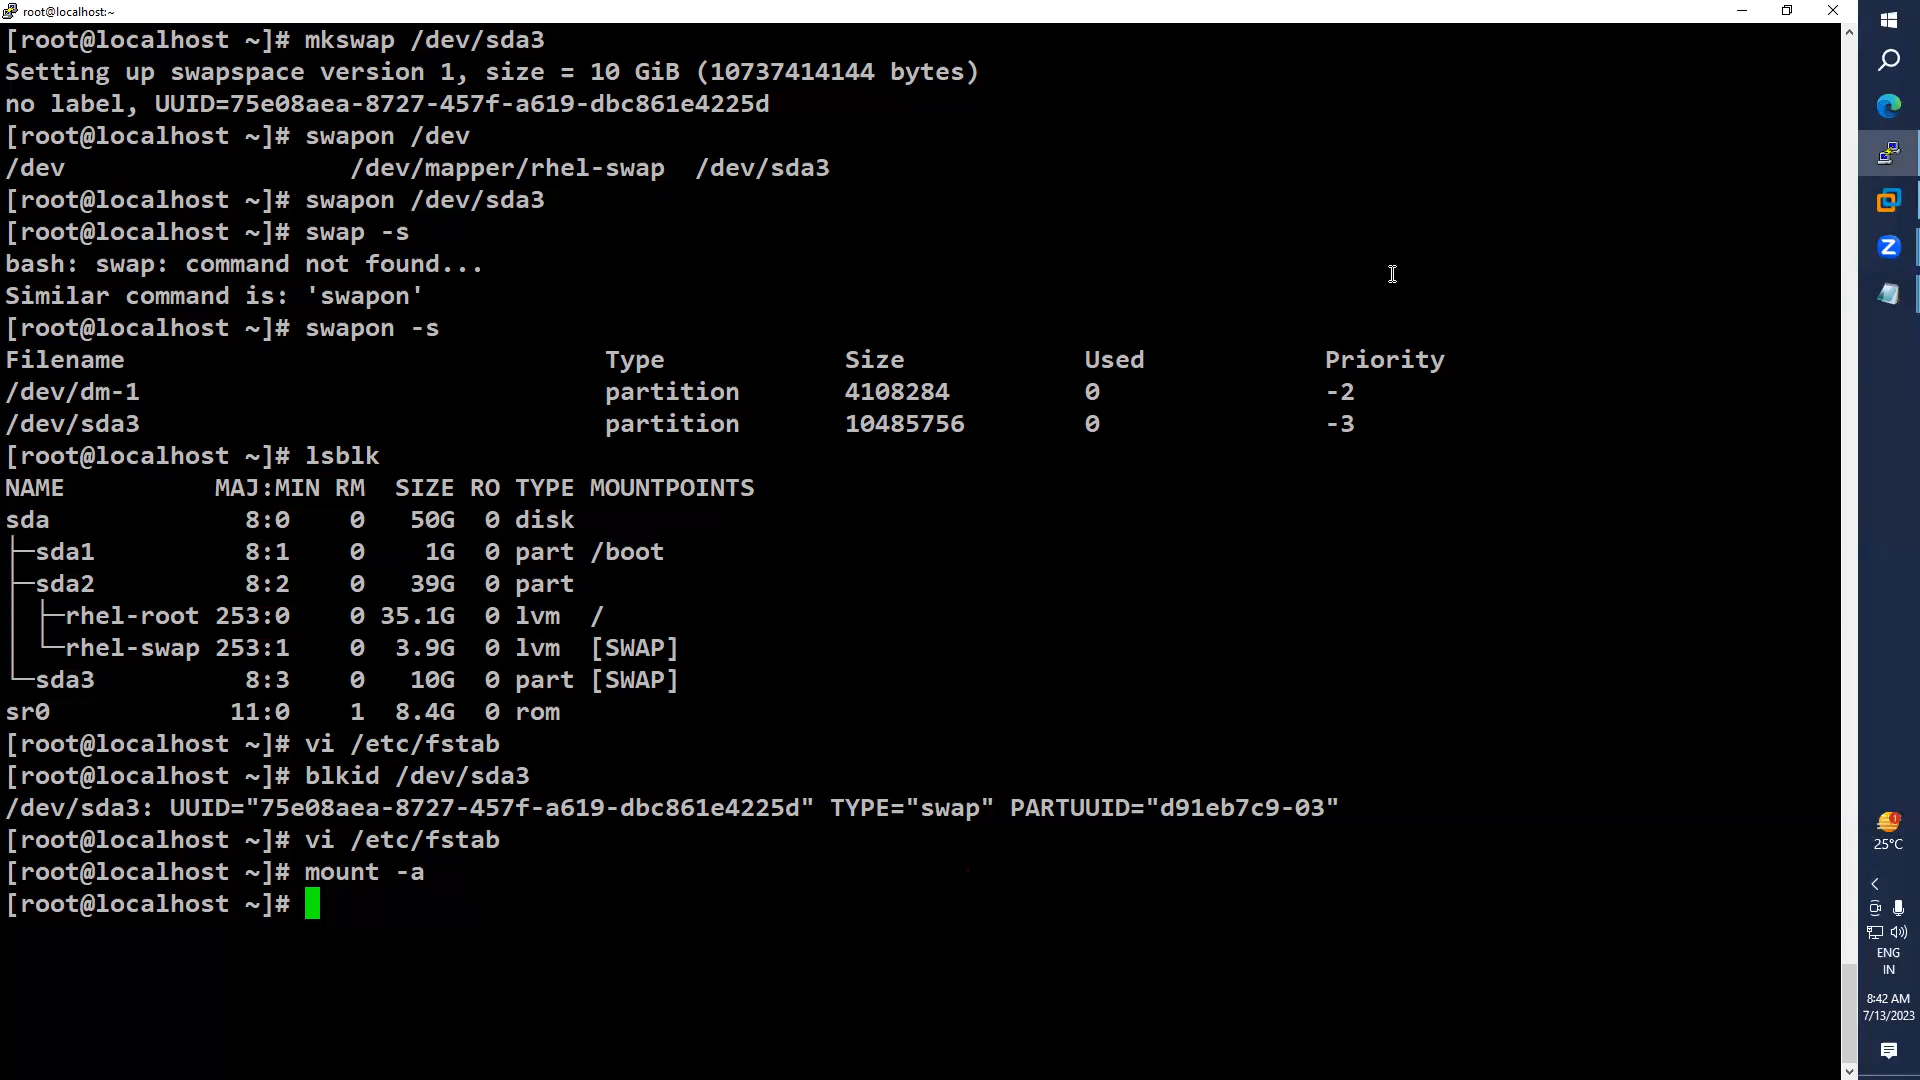 root@localhost:~
[root@localhost ~]# mkswap /dev/sda3
Setting up swapspace version 1, size = 10 GiB (10737414144 bytes)
no label, UUID=75e08aea-8727-457f-a619-dbc861e4225d
[root@localhost ~]# swapon /dev
/dev                   /dev/mapper/rhel-swap  /dev/sda3
[root@localhost ~]# swapon /dev/sda3
[root@localhost ~]# swap -s
bash: swap: command not found...
Similar command is: 'swapon'
[root@localhost ~]# swapon -s
Filename                                Type            Size            Used            Priority
/dev/dm-1                               partition       4108284         0               -2
/dev/sda3                               partition       10485756        0               -3
[root@localhost ~]# lsblk
NAME          MAJ:MIN RM  SIZE RO TYPE MOUNTPOINTS
sda             8:0    0   50G  0 disk
├─sda1          8:1    0    1G  0 part /boot
├─sda2          8:2    0   39G  0 part
│ ├─rhel-root 253:0    0 35.1G  0 lvm  /
│ └─rhel-swap 253:1    0  3.9G  0 lvm  [SWAP]
└─sda3          8:3    0   10G  0 part [SWAP]
sr0            11:0    1  8.4G  0 rom
[root@localhost ~]# vi /etc/fstab
[root@localhost ~]# blkid /dev/sda3
/dev/sda3: UUID="75e08aea-8727-457f-a619-dbc861e4225d" TYPE="swap" PARTUUID="d91eb7c9-03"
[root@localhost ~]# vi /etc/fstab
[root@localhost ~]# mount -a
[root@localhost ~]#
Z
1
25°C
ENG
IN
8:42 AM
7/13/2023